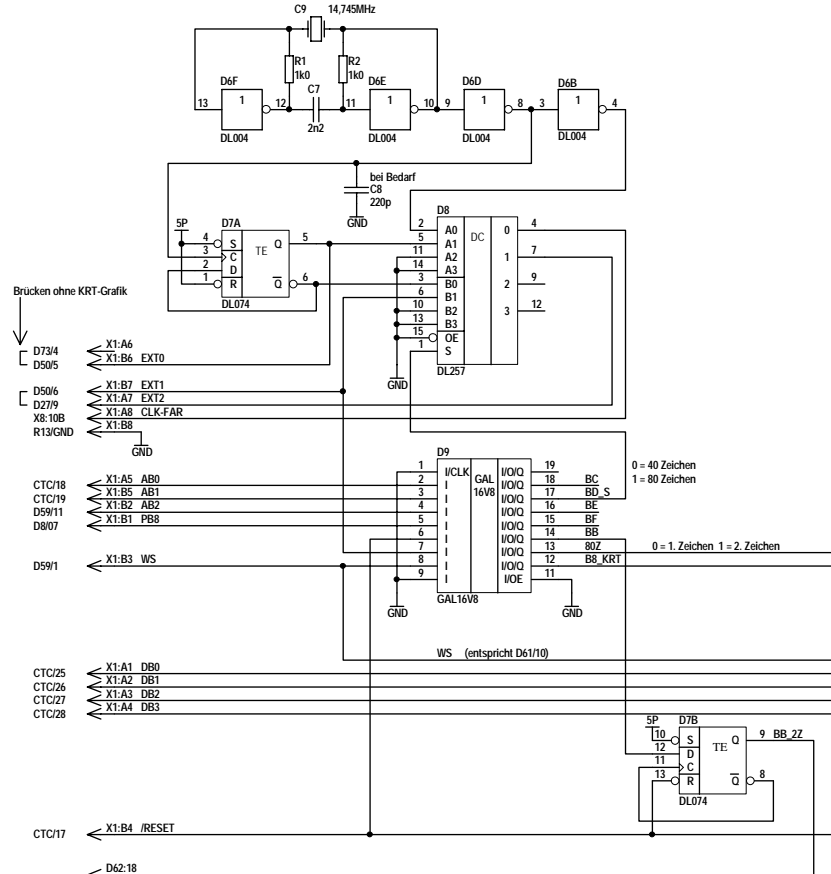 C9 14,745MHz
R1 1k0
R2 1k0
C7 2n2
D6F 13 1 12 DL004
D6E 11 1 10 DL004
D6D 9 1 8 DL004
D6B 3 1 4 DL004
bei Bedarf
C8
220p
GND
5P
D7A
4 S TE Q 5
3 C
2 D
1 R Q 6
DL074
D8
DC
2 A0 0 4
5 A1
11 A2 1 7
14 A3
3 B0 2 9
6 B1
10 B2 3 12
13 B3
15 OE
1 S
DL257
GND
Brücken ohne KRT-Grafik
D73/4 X1:A6
D50/5 X1:B6 EXT0
D50/6 X1:B7 EXT1
D27/9 X1:A7 EXT2
X8:10B X1:A8 CLK-FAR
R13/GND X1:B8
GND
D9
GAL
16V8
1 I/CLK I/O/Q 19
2 I I/O/Q 18 BC
3 I I/O/Q 17 BD_S
4 I I/O/Q 16 BE
5 I I/O/Q 15 BF
6 I I/O/Q 14 BB
7 I I/O/Q 13 80Z
8 I I/O/Q 12 B8_KRT
9 I I/OE 11
GAL16V8
GND
GND
0 = 40 Zeichen
1 = 80 Zeichen
0 = 1. Zeichen 1 = 2. Zeichen
CTC/18 X1:A5 AB0
CTC/19 X1:B5 AB1
D59/11 X1:B2 AB2
D8/07 X1:B1 PB8
D59/1 X1:B3 WS
WS (entspricht D61/10)
CTC/25 X1:A1 DB0
CTC/26 X1:A2 DB1
CTC/27 X1:A3 DB2
CTC/28 X1:A4 DB3
5P
D7B
10 S TE Q 9 BB_2Z
12 D
11 C
13 R Q 8
DL074
CTC/17 X1:B4 /RESET
D62:18